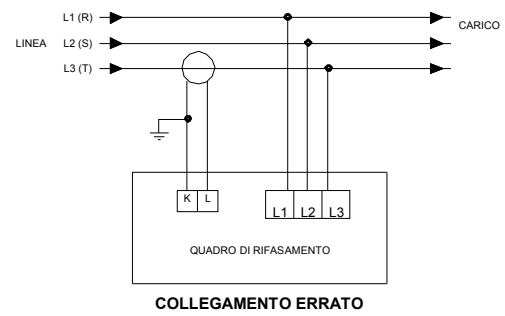 L1 (R)
CARICO
LINEA L2 (S)
L3 (T)
K L
L1 L2 L3
QUADRO DI RIFASAMENTO
COLLEGAMENTO ERRATO